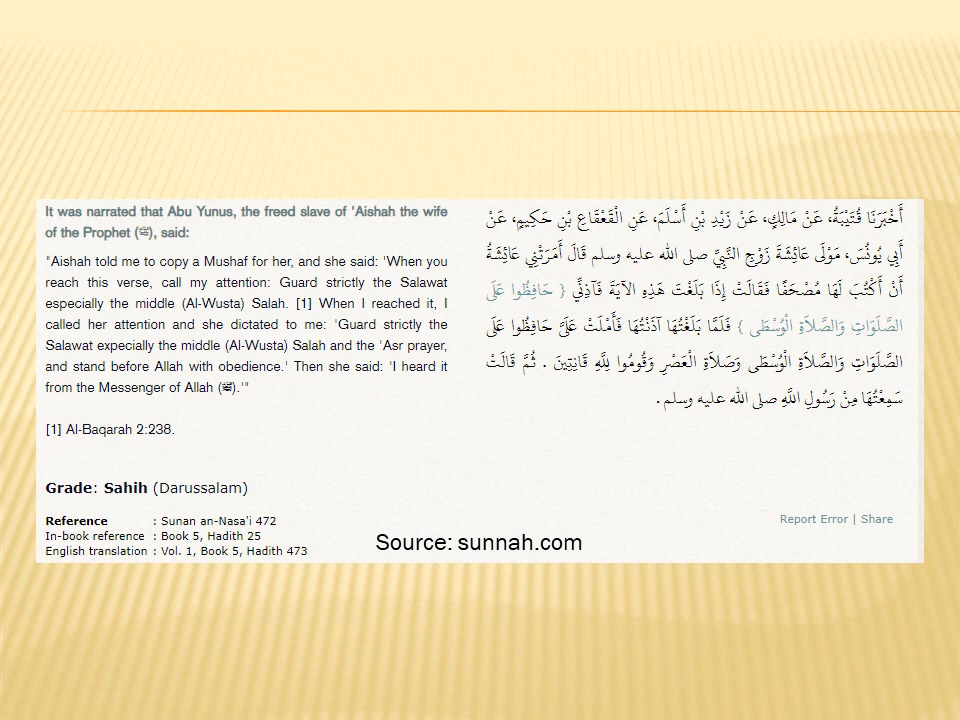 It was narrated that Abu Yunus, the freed slave of 'Aishah the wife
of the Prophet (ﷺ), said:
"Aishah told me to copy a Mushaf for her, and she said: 'When you
reach this verse, call my attention: Guard strictly the Salawat
especially the middle (Al-Wusta) Salah. [1] When I reached it, I
called her attention and she dictated to me: 'Guard strictly the
Salawat expecially the middle (Al-Wusta) Salah and the 'Asr prayer,
and stand before Allah with obedience.' Then she said: 'I heard it
from the Messenger of Allah (ﷺ).'"
[1] Al-Baqarah 2:238.
أَخْبَرَنَا قُتَيْبَةُ، عَنْ مَالِكٍ، عَنْ زَيْدِ بْنِ أَسْلَمَ، عَنِ الْقَعْقَاعِ بْنِ حَكِيمٍ، عَنْ
أَبِي يُونُسَ، مَوْلَى عَائِشَةَ زَوْجِ النَّبِيِّ صلى الله عليه وسلم قَالَ أَمَرَتْنِي عَائِشَةُ
أَنْ أَكْتُبَ لَهَا مُصْحَفًا فَقَالَتْ إِذَا بَلَغْتَ هَذِهِ الآيَةَ فَآذِنِّي ‏{‏ حَافِظُوا عَلَى
الصَّلَوَاتِ وَالصَّلاَةِ الْوُسْطَى ‏}‏ فَلَمَّا بَلَغْتُهَا آذَنْتُهَا فَأَمْلَتْ عَلَىَّ حَافِظُوا عَلَى
الصَّلَوَاتِ وَالصَّلاَةِ الْوُسْطَى وَصَلاَةِ الْعَصْرِ وَقُومُوا لِلَّهِ قَانِتِينَ . ثُمَّ قَالَتْ
سَمِعْتُهَا مِنْ رَسُولِ اللَّهِ صلى الله عليه وسلم .
Grade: Sahih (Darussalam)
Reference : Sunan an-Nasa'i 472
In-book reference : Book 5, Hadith 25
English translation : Vol. 1, Book 5, Hadith 473
Report Error | Share
Source: sunnah.com